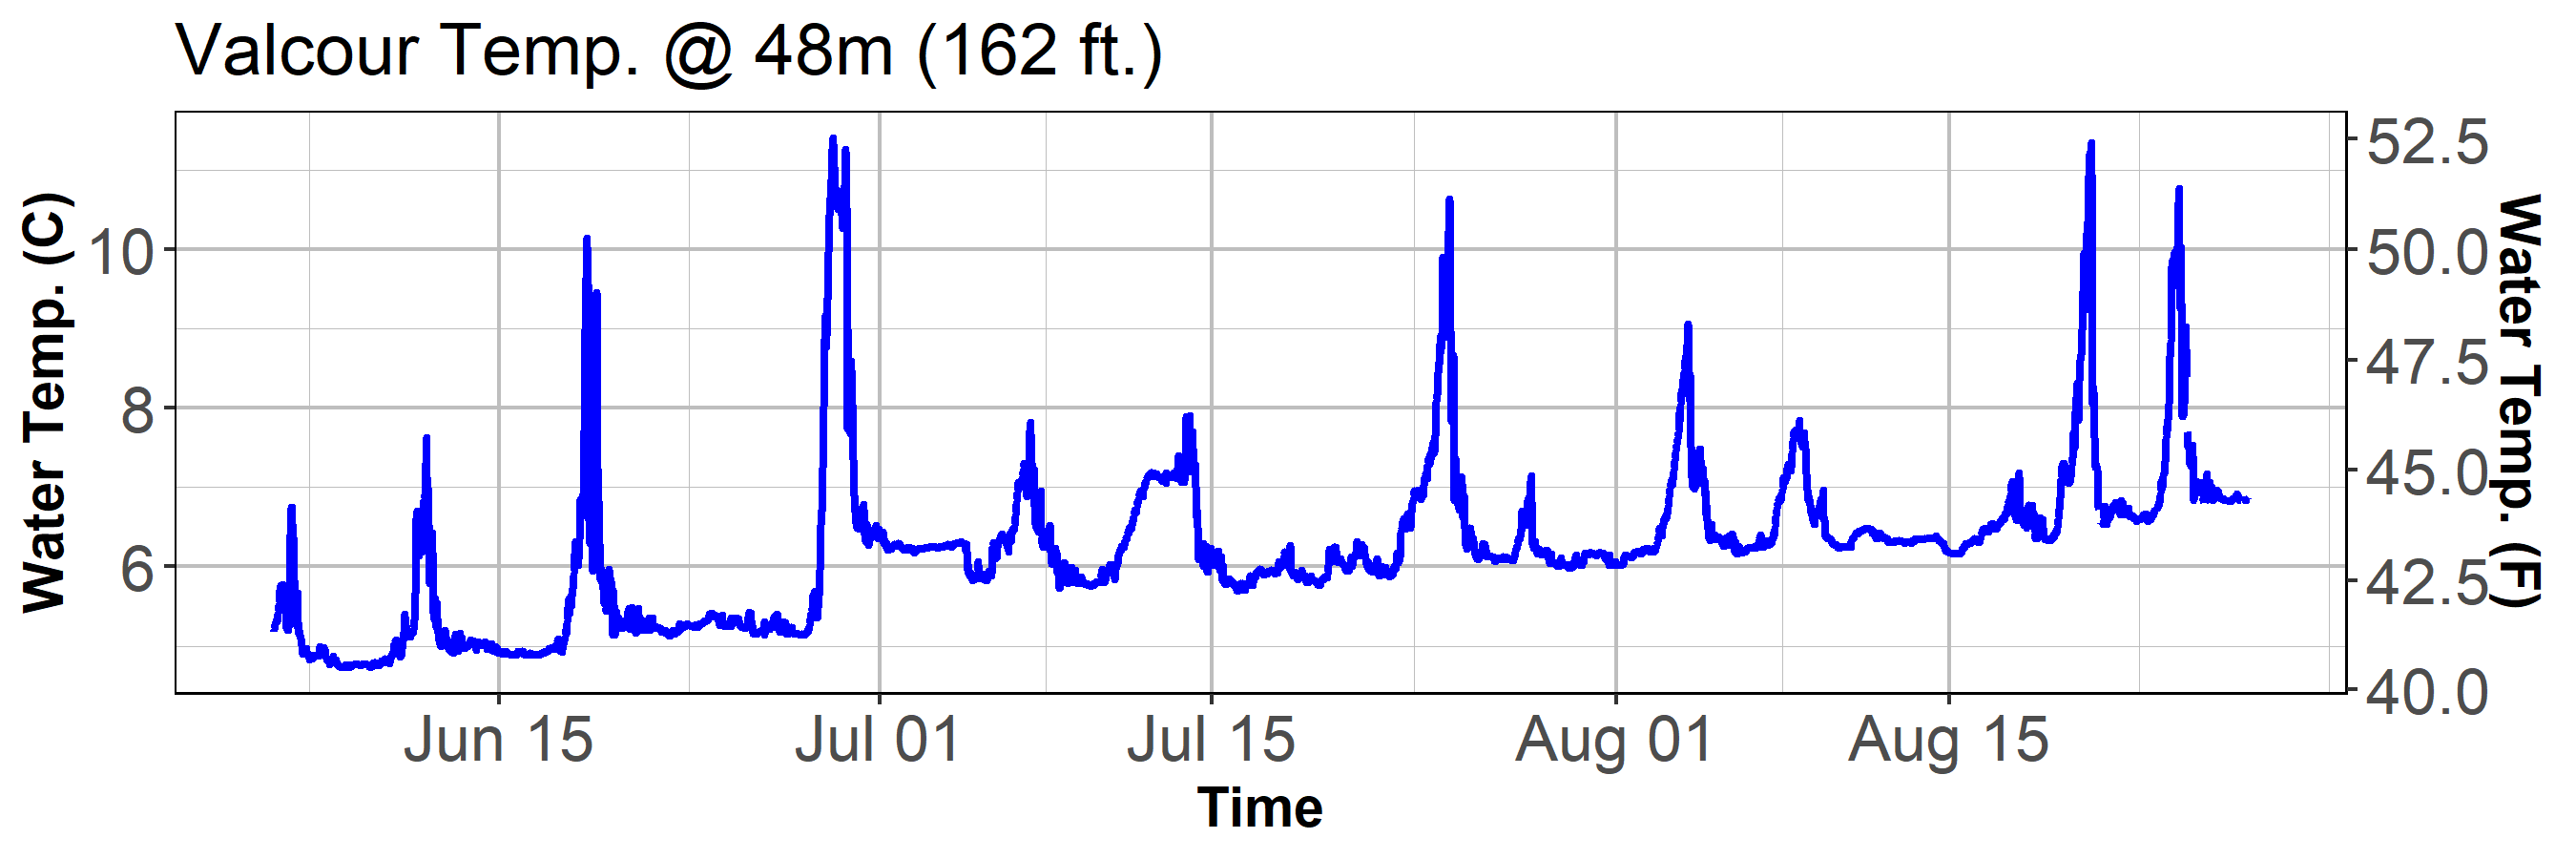 Valcour Temp. @ 48m (162 ft.)
Water Temp. (C)
10
8
6
52.5
50.0
47.5
45.0
42.5
40.0
Water Temp. (F)
Jun 15 Jul 01 Jul 15 Aug 01 Aug 15
Time